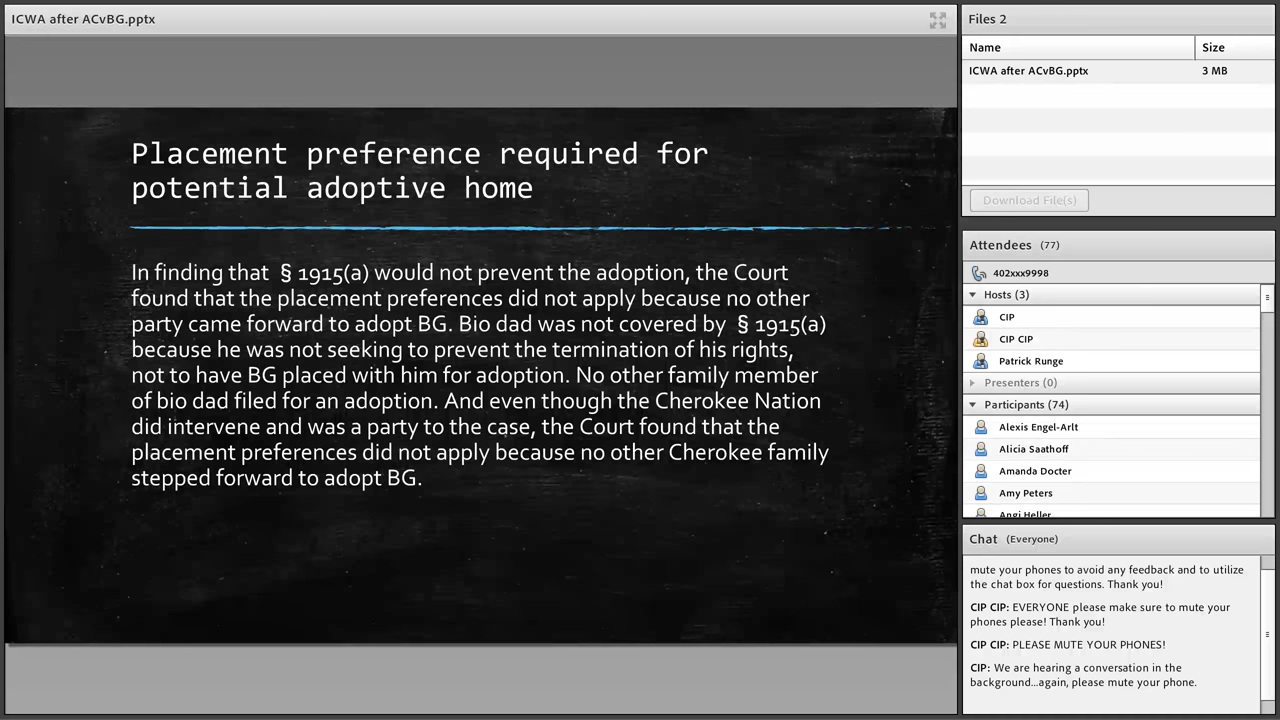 ICWA after ACvBG.pptx
Placement preference required for
potential adoptive home
In finding that § 1915(a) would not prevent the adoption, the Court
found that the placement preferences did not apply because no other
party came forward to adopt BG. Bio dad was not covered by § 1915(a)
because he was not seeking to prevent the termination of his rights,
not to have BG placed with him for adoption. No other family member
of bio dad filed for an adoption. And even though the Cherokee Nation
did intervene and was a party to the case, the Court found that the
placement preferences did not apply because no other Cherokee family
stepped forward to adopt BG.
Files 2
Name Size
ICWA after ACvBG.pptx 3 MB
Download File(s)
Attendees (77)
402xxx9998
Hosts (3)
CIP
CIP CIP
Patrick Runge
Presenters (0)
Participants (74)
Alexis Engel-Arlt
Alicia Saathoff
Amanda Docter
Amy Peters
Angi Heller
Chat (Everyone)
mute your phones to avoid any feedback and to utilize
the chat box for questions. Thank you!
CIP CIP: EVERYONE please make sure to mute your
phones please! Thank you!
CIP CIP: PLEASE MUTE YOUR PHONES!
CIP: We are hearing a conversation in the
background...again, please mute your phone.